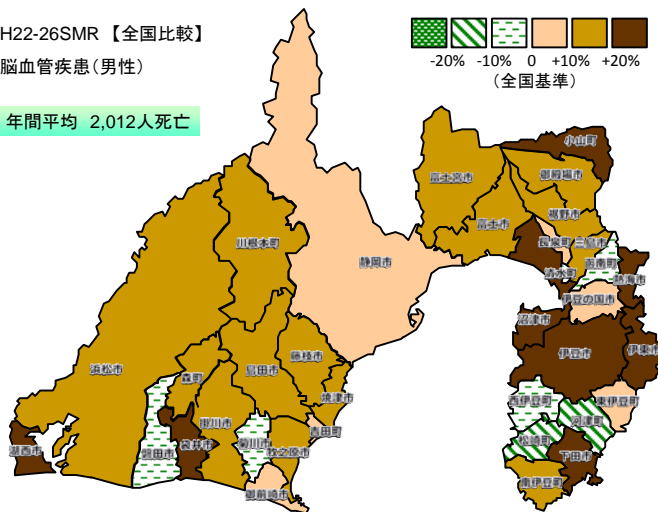 H22-26SMR 【全国比較】
脳血管疾患(男性)
年間平均 2,012人死亡
-20% -10% 0 +10% +20%
(全国基準)
小山町
富士宮市
御殿場市
裾野市
富士市
長泉町
三島市
函南町
川根本町
静岡市
清水町
熱海市
伊豆の国市
沼津市
浜松市
島田市
藤枝市
伊豆市
伊東市
森町
焼津市
西伊豆町
東伊豆町
掛川市
吉田町
河津町
湖西市
磐田市
袋井市
菊川市
牧之原市
松崎町
下田市
御前崎市
南伊豆町